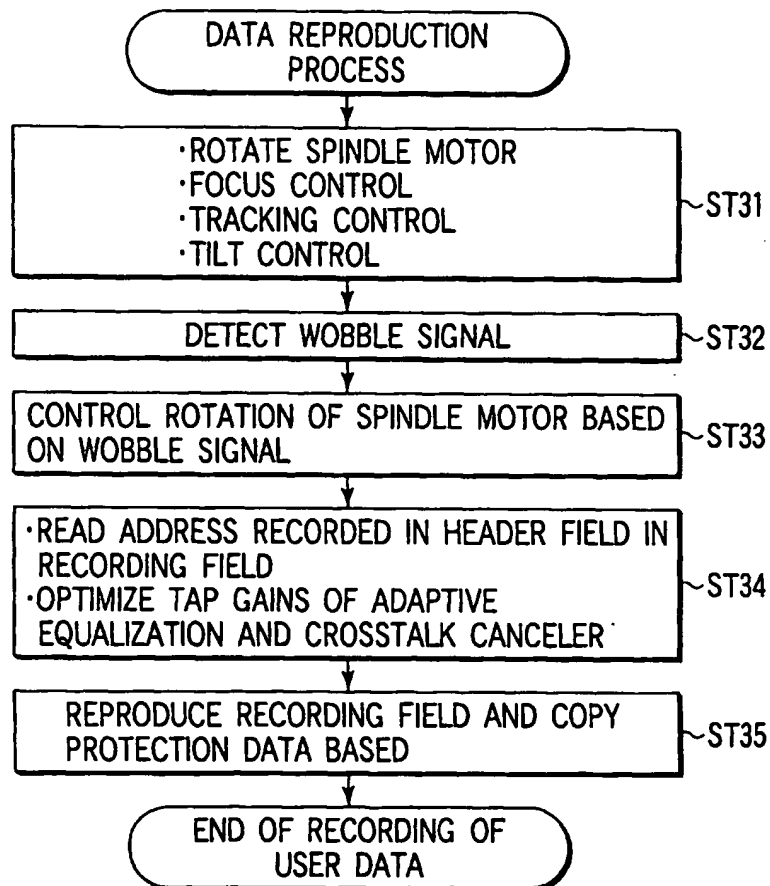 DATA REPRODUCTION
PROCESS
·ROTATE SPINDLE MOTOR
·FOCUS CONTROL
·TRACKING CONTROL
·TILT CONTROL
~ST31
DETECT WOBBLE SIGNAL
~ST32
CONTROL ROTATION OF SPINDLE MOTOR BASED
ON WOBBLE SIGNAL
~ST33
·READ ADDRESS RECORDED IN HEADER FIELD IN
RECORDING FIELD
·OPTIMIZE TAP GAINS OF ADAPTIVE
EQUALIZATION AND CROSSTALK CANCELER
~ST34
REPRODUCE RECORDING FIELD AND COPY
PROTECTION DATA BASED
~ST35
END OF RECORDING OF
USER DATA